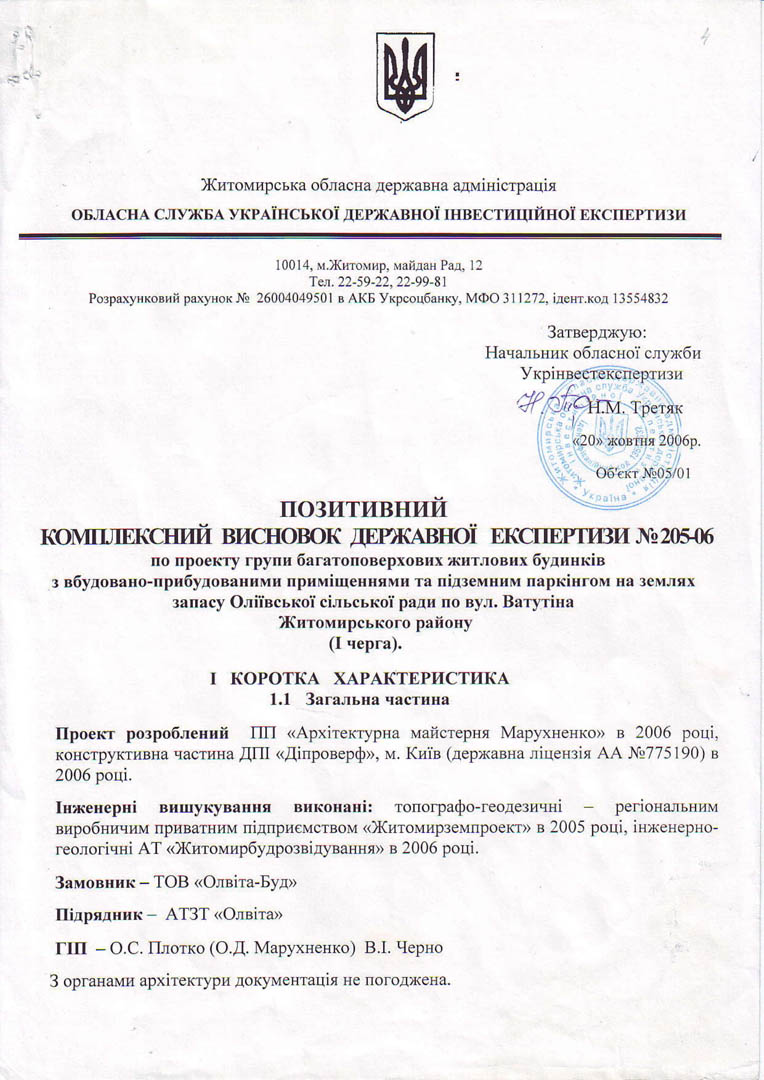 4
Житомирська обласна державна адміністрація
ОБЛАСНА СЛУЖБА УКРАЇНСЬКОЇ ДЕРЖАВНОЇ ІНВЕСТИЦІЙНОЇ ЕКСПЕРТИЗИ
10014, м.Житомир, майдан Рад, 12
Тел. 22-59-22, 22-99-81
Розрахунковий рахунок № 26004049501 в АКБ Укрсоцбанку, МФО 311272, ідент.код 13554832
Затверджую:
Начальник обласної служби
Укрінвестекспертизи
Н.М. Третяк
«20» жовтня 2006р.
Об'єкт №05/01
Україна
ПОЗИТИВНИЙ
КОМПЛЕКСНИЙ ВИСНОВОК ДЕРЖАВНОЇ ЕКСПЕРТИЗИ № 205-06
по проекту групи багатоповерхових житлових будинків
з вбудовано-прибудованими приміщеннями та підземним паркінгом на землях
запасу Оліївської сільської ради по вул. Ватутіна
Житомирського району
(І черга).
І КОРОТКА ХАРАКТЕРИСТИКА
1.1 Загальна частина
Проект розроблений ПП «Архітектурна майстерня Марухненко» в 2006 році,
конструктивна частина ДПІ «Діпроверф», м. Київ (державна ліцензія АА №775190) в
2006 році.
Інженерні вишукування виконані: топографо-геодезичні – регіональним
виробничим приватним підприємством «Житомирземпроект» в 2005 році, інженерно-
геологічні АТ «Житомирбудрозвідування» в 2006 році.
Замовник – ТОВ «Олвіта-Буд»
Підрядник – АТЗТ «Олвіта»
ГІП – О.С. Плотко (О.Д. Марухненко) В.І. Черно
З органами архітектури документація не погоджена.